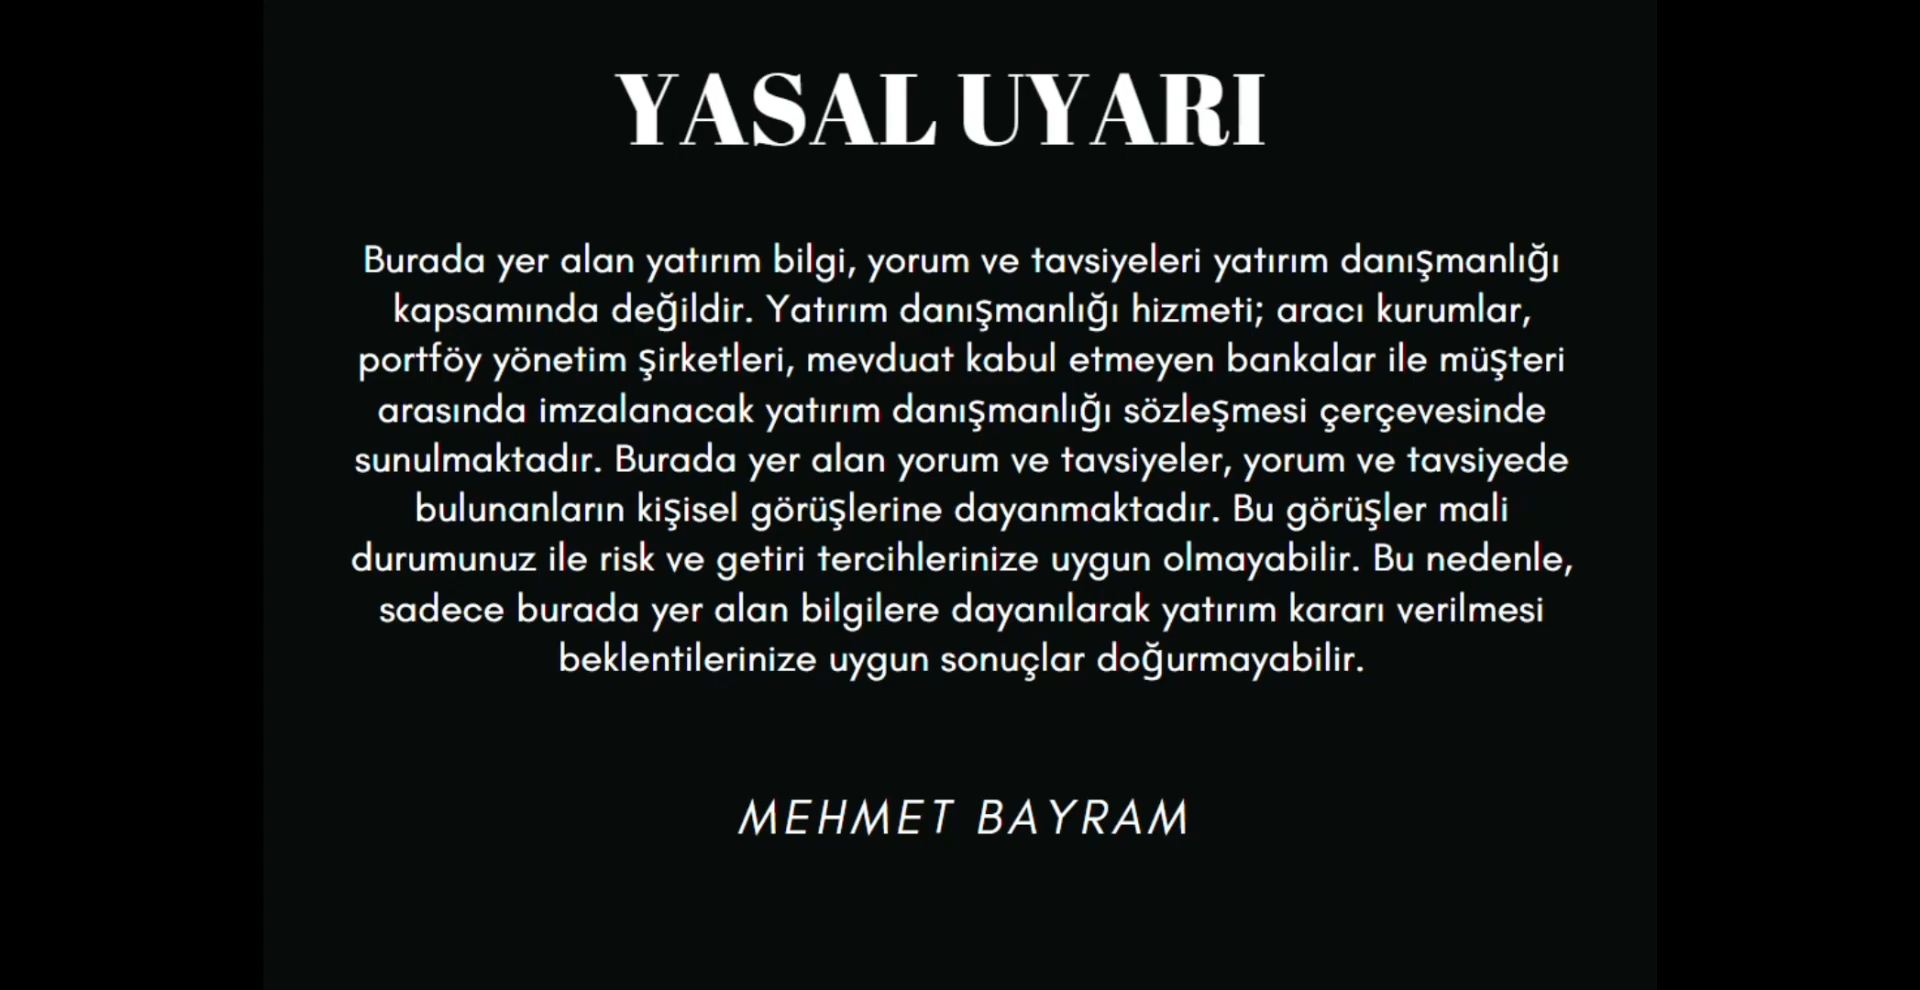 YASAL UYARI
Burada yer alan yatırım bilgi, yorum ve tavsiyeleri yatırım danışmanlığı
kapsamında değildir. Yatırım danışmanlığı hizmeti; aracı kurumlar,
portföy yönetim şirketleri, mevduat kabul etmeyen bankalar ile müşteri
arasında imzalanacak yatırım danışmanlığı sözleşmesi çerçevesinde
sunulmaktadır. Burada yer alan yorum ve tavsiyeler, yorum ve tavsiyede
bulunanların kişisel görüşlerine dayanmaktadır. Bu görüşler mali
durumunuz ile risk ve getiri tercihlerinize uygun olmayabilir. Bu nedenle,
sadece burada yer alan bilgilere dayanılarak yatırım kararı verilmesi
beklentilerinize uygun sonuçlar doğurmayabilir.
MEHMET BAYRAM